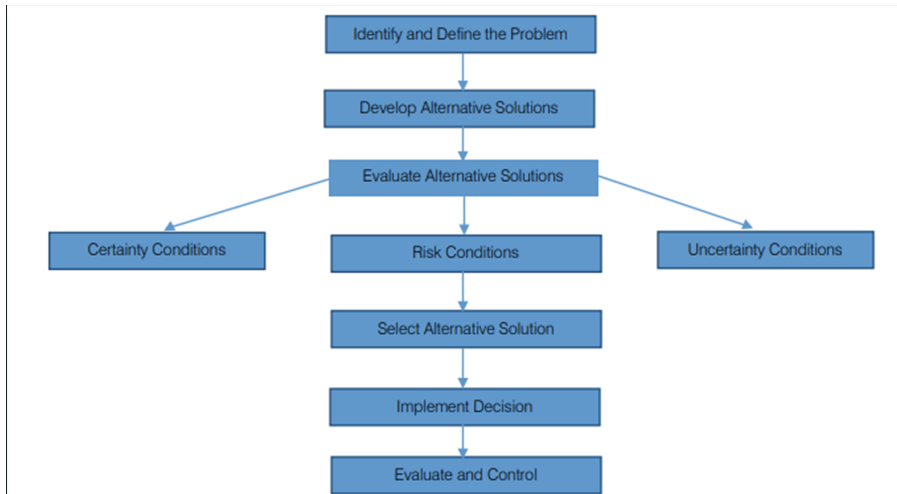 Identify and Define the Problem
Develop Alternative Solutions
Evaluate Alternative Solutions
Certainty Conditions
Risk Conditions
Uncertainty Conditions
Select Alternative Solution
Implement Decision
Evaluate and Control